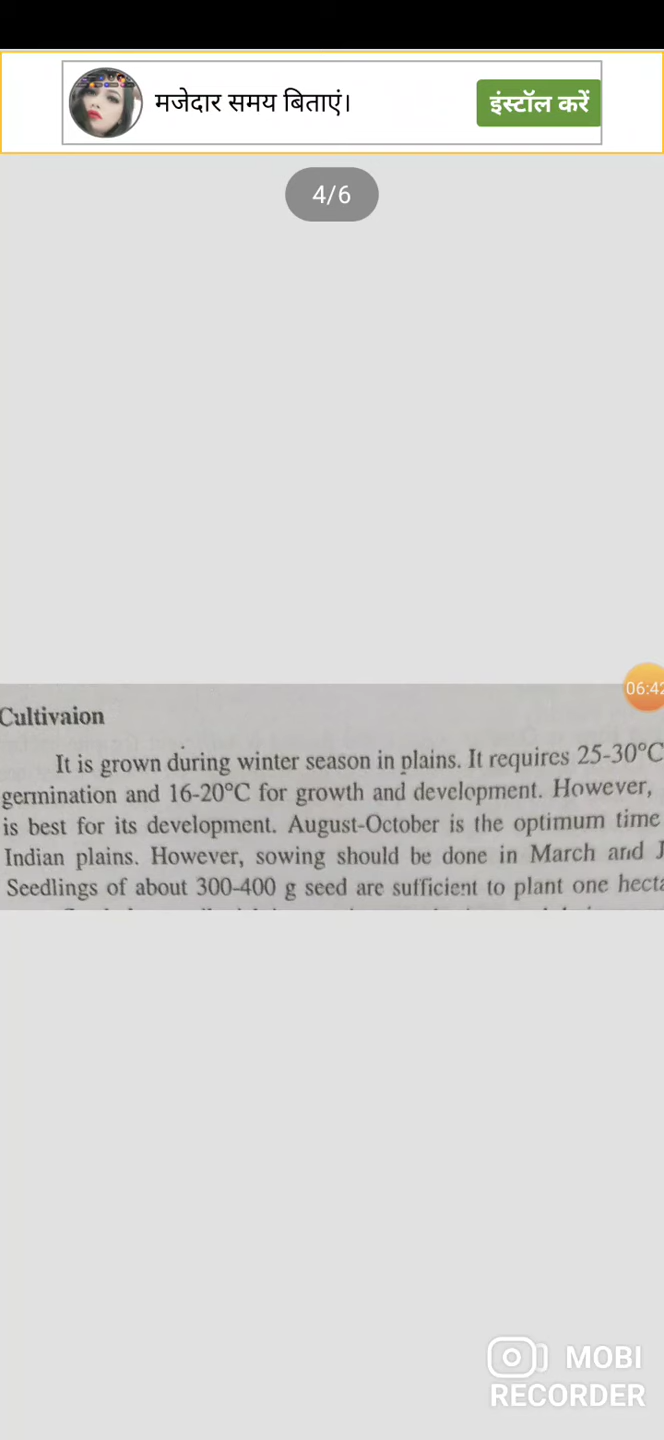 मजेदार समय बिताएं।
इंस्टॉल करें
4/6
06:42
Cultivaion
It is grown during winter season in plains. It requires 25-30°C
germination and 16-20°C for growth and development. However,
is best for its development. August-October is the optimum time
Indian plains. However, sowing should be done in March and J
Seedlings of about 300-400 g seed are sufficient to plant one hecta
MOBI
RECORDER